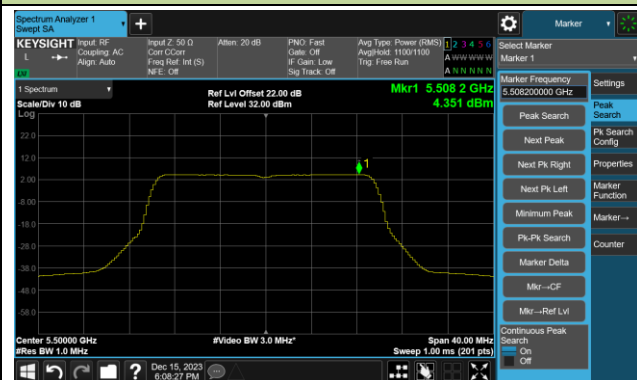 Spectrum Analyzer 1
Swept SA
+
Marker
KEYSIGHT
L
Input: RF
Coupling: AC
Align: Auto
Input Z: 50 Ω
Corr CCorr
Freq Ref: Int (S)
NFE: Off
Atten: 20 dB
PNO: Fast
Gate: Off
IF Gain: Low
Sig Track: Off
Avg Type: Power (RMS)
Avg|Hold: 1100/1100
Trig: Free Run
1 2 3 4 5 6
A W W W W W
A N N N N N
Select Marker
Marker 1
1 Spectrum
Scale/Div 10 dB
Log
Ref Lvl Offset 22.00 dB
Ref Level 32.00 dBm
Mkr1 5.508 2 GHz
4.351 dBm
22.0
12.0
2.00
-8.00
-18.0
-28.0
-38.0
-48.0
-58.0
1
Center 5.50000 GHz
#Res BW 1.0 MHz
#Video BW 3.0 MHz*
Span 40.00 MHz
Sweep 1.00 ms (201 pts)
Marker Frequency
5.508200000 GHz
Peak Search
Next Peak
Next Pk Right
Next Pk Left
Minimum Peak
Pk-Pk Search
Marker Delta
Mkr→CF
Mkr→Ref Lvl
Continuous Peak
Search
On
Off
Settings
Peak
Search
Pk Search
Config
Properties
Marker
Function
Marker→
Counter
?
Dec 15, 2023
6:08:27 PM